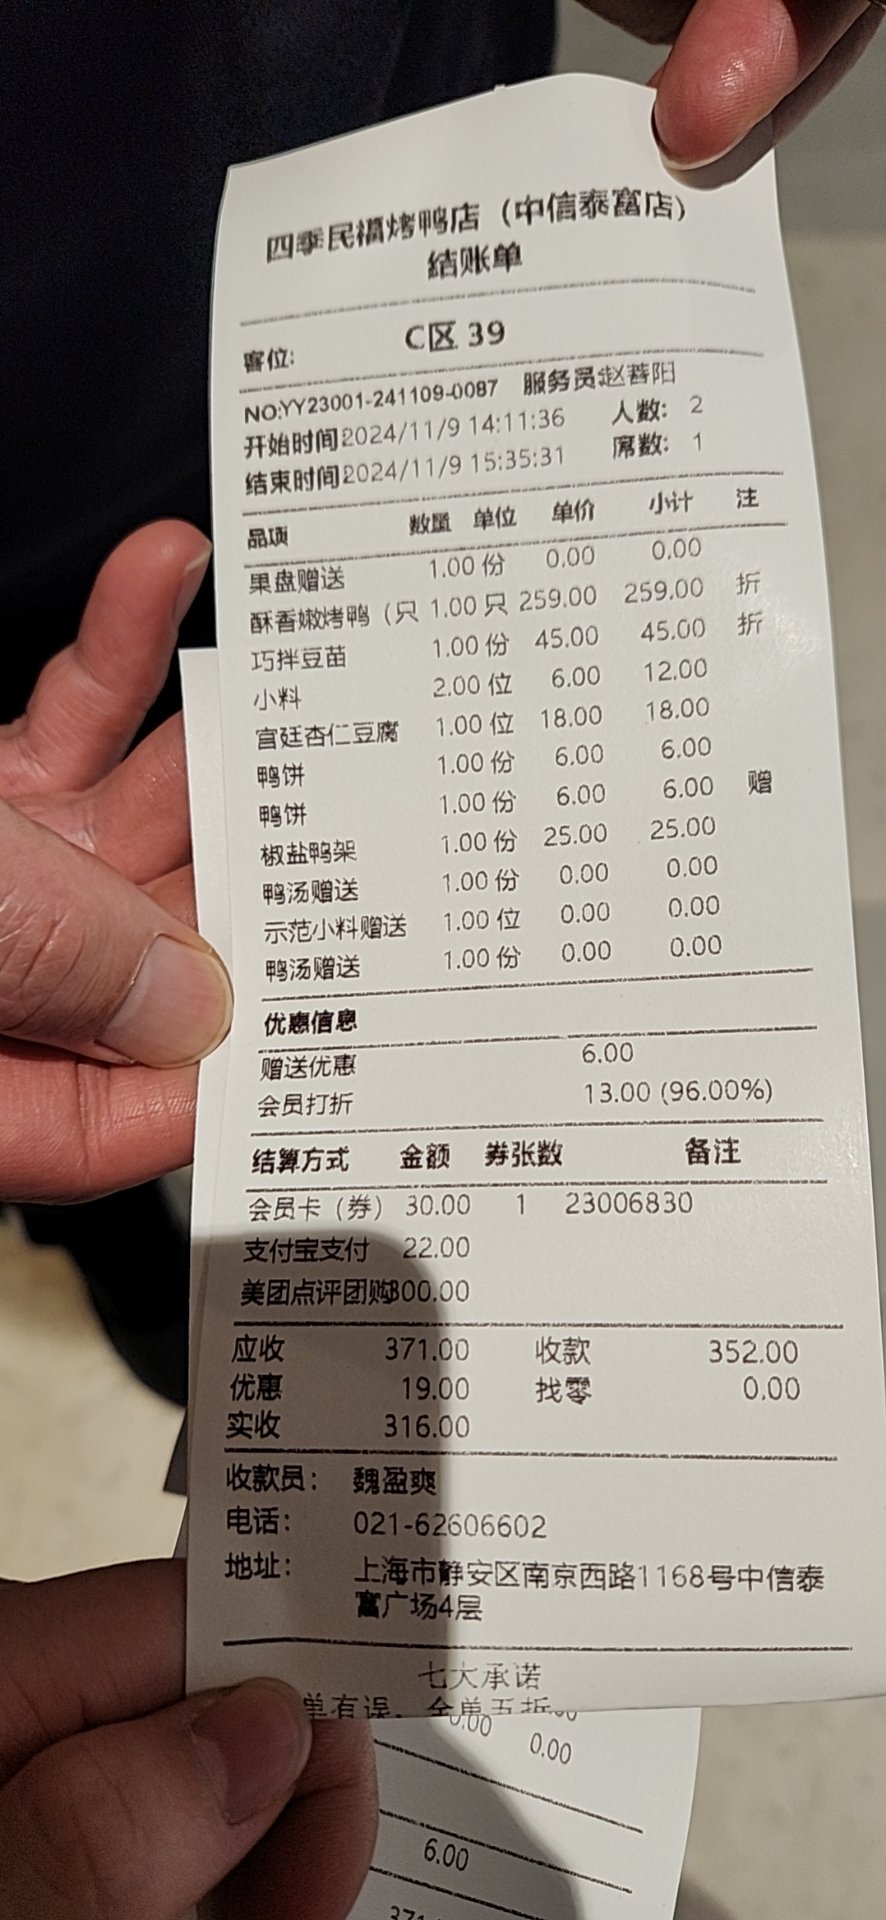 四季民福烤鸭店（中信泰富店）
结账单
客位: C区 39
NO:YY23001-241109-0087 服务员:赵蓉阳
开始时间2024/11/9 14:11:36 人数: 2
结束时间2024/11/9 15:35:31 席数: 1
品项 数量 单位 单价 小计 注
果盘赠送 1.00 份 0.00 0.00
酥香嫩烤鸭（只 1.00 只 259.00 259.00 折
巧拌豆苗 1.00 份 45.00 45.00 折
小料 2.00 位 6.00 12.00
宫廷杏仁豆腐 1.00 位 18.00 18.00
鸭饼 1.00 份 6.00 6.00
鸭饼 1.00 份 6.00 6.00 赠
椒盐鸭架 1.00 份 25.00 25.00
鸭汤赠送 1.00 份 0.00 0.00
示范小料赠送 1.00 位 0.00 0.00
鸭汤赠送 1.00 份 0.00 0.00
优惠信息
赠送优惠 6.00
会员打折 13.00 (96.00%)
结算方式 金额 券张数 备注
会员卡（券） 30.00 1 23006830
支付宝支付 22.00
美团点评团购300.00
应收 371.00 收款 352.00
优惠 19.00 找零 0.00
实收 316.00
收款员: 魏盈爽
电话: 021-62606602
地址: 上海市静安区南京西路1168号中信泰
富广场4层
七大承诺
单有误，全单五折
0.00
0.00
6.00